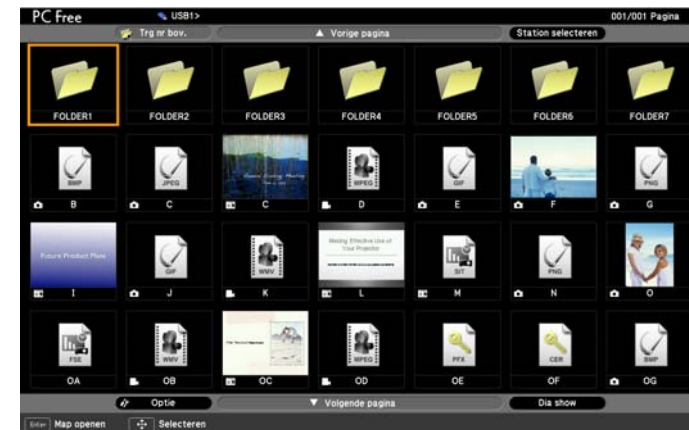 PC Free USB1> 001/001 Pagina
Trg nr bov. ▲ Vorige pagina Station selecteren
FOLDER1 FOLDER2 FOLDER3 FOLDER4 FOLDER5 FOLDER6 FOLDER7
BMP JPEG MPEG GIF PNG
B C C D E F G
Future Product Plans GIF WMV Making Effective Use of Your Projector SIT PNG
I J K L M N O
FSE WMV MPEG PFX CER BMP
OA OB OC OD OE OF OG
Optie ▼ Volgende pagina Dia show
Enter Map openen Selecteren